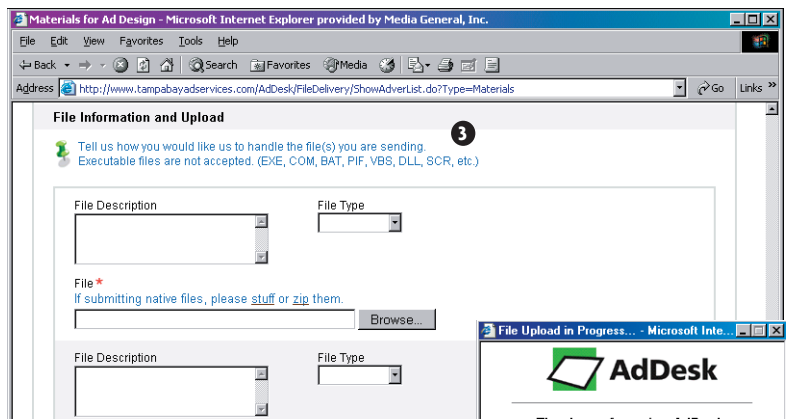 Materials for Ad Design - Microsoft Internet Explorer provided by Media General, Inc.
File Edit View Favorites Tools Help
Back Search Favorites Media
Address http://www.tampabayadservices.com/AdDesk/FileDelivery/ShowAdverList.do?Type=Materials Go Links »
File Information and Upload
3
Tell us how you would like us to handle the file(s) you are sending.
Executable files are not accepted. (EXE, COM, BAT, PIF, VBS, DLL, SCR, etc.)
File Description File Type
File *
If submitting native files, please stuff or zip them.
Browse...
File Upload in Progress... - Microsoft Inte...
File Description File Type
AdDesk